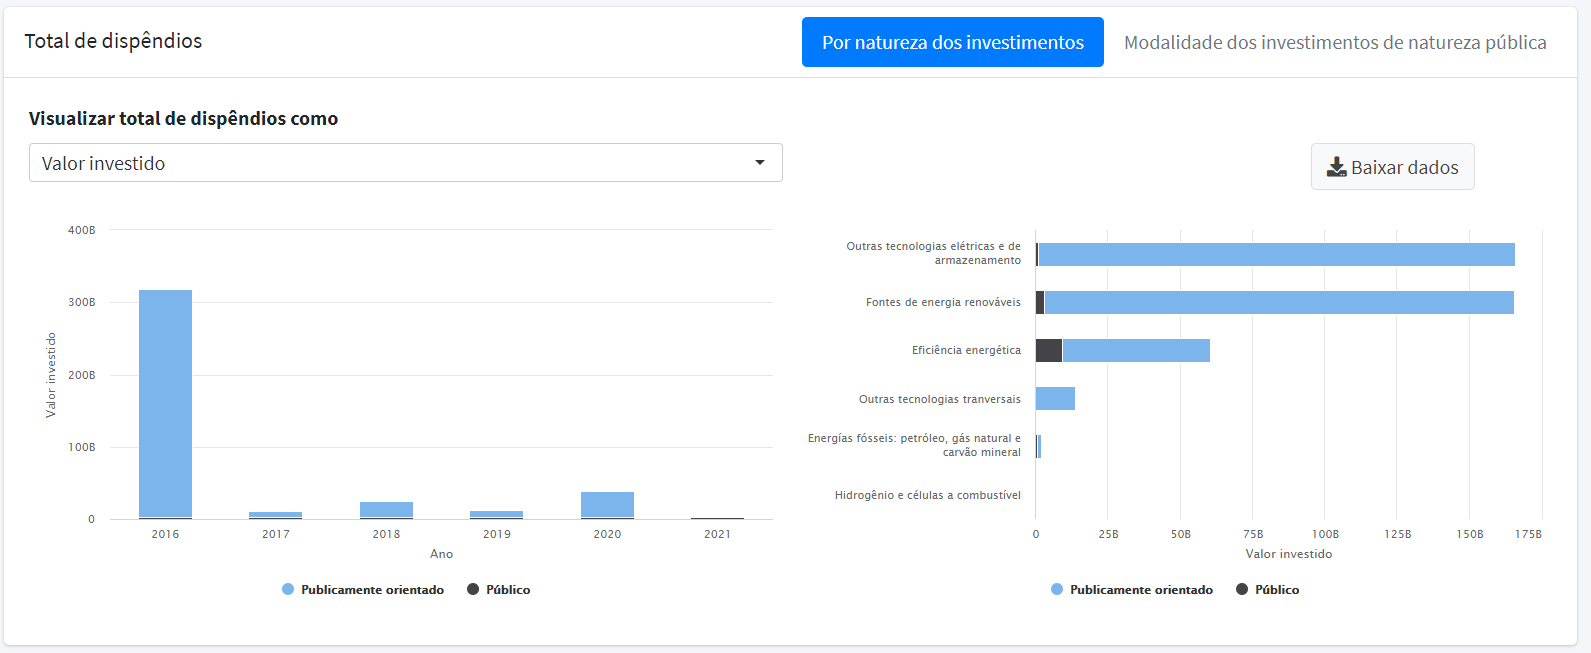 Total de dispêndios
Por natureza dos investimentos
Modalidade dos investimentos de natureza pública
Visualizar total de dispêndios como
Valor investido
Baixar dados
400B
300B
200B
100B
0
Valor investido
2016 2017 2018 2019 2020 2021
Ano
Publicamente orientado Público
Outras tecnologias elétricas e de
armazenamento
Fontes de energia renováveis
Eficiência energética
Outras tecnologias tranversais
Energías fósseis: petróleo, gás natural e
carvão mineral
Hidrogênio e células a combustível
0 25B 50B 75B 100B 125B 150B 175B
Valor investido
Publicamente orientado Público